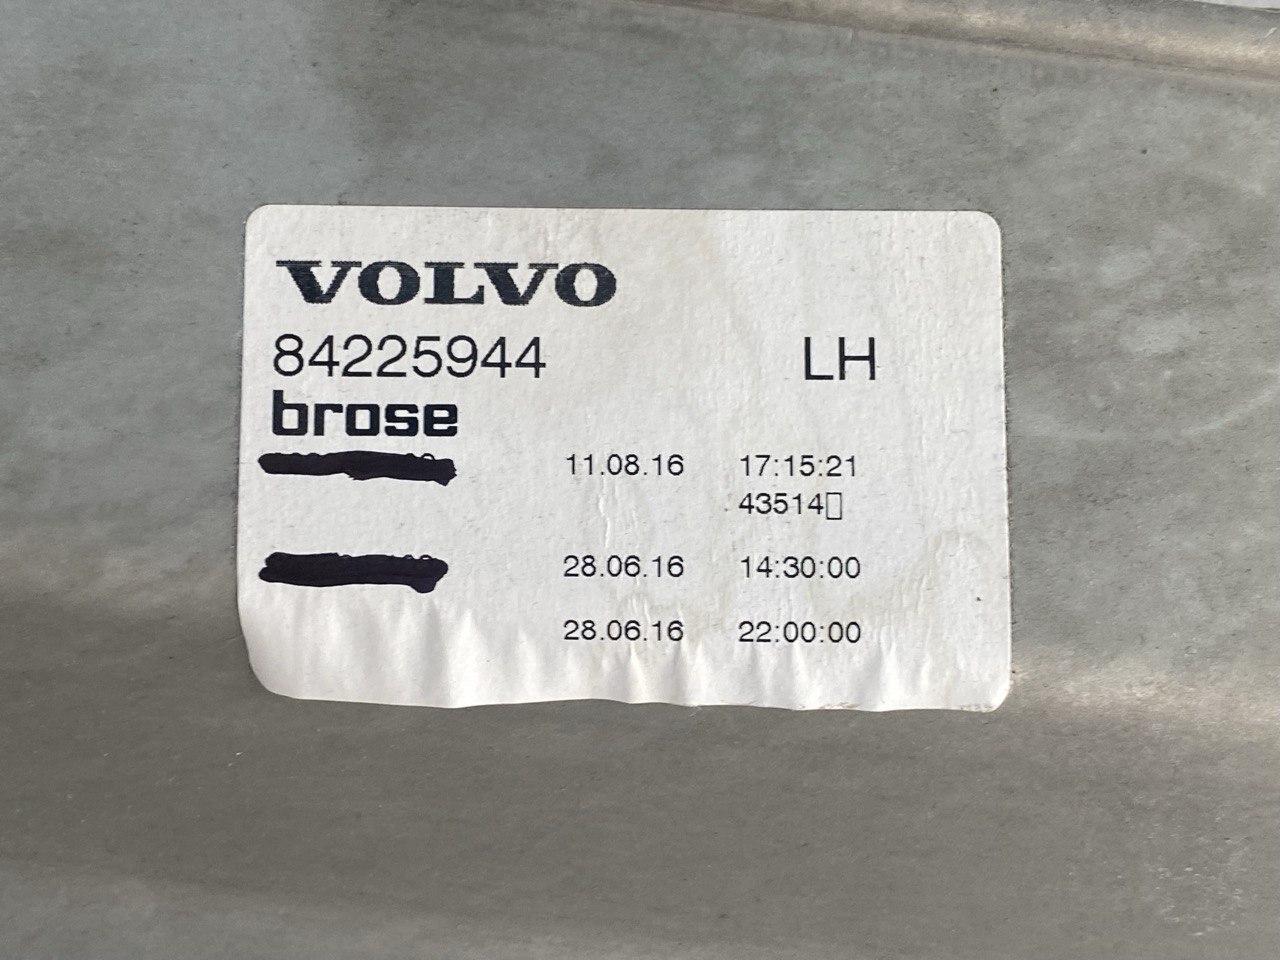 VOLVO
84225944 LH
brose
11.08.16 17:15:21
43514▯
28.06.16 14:30:00
28.06.16 22:00:00